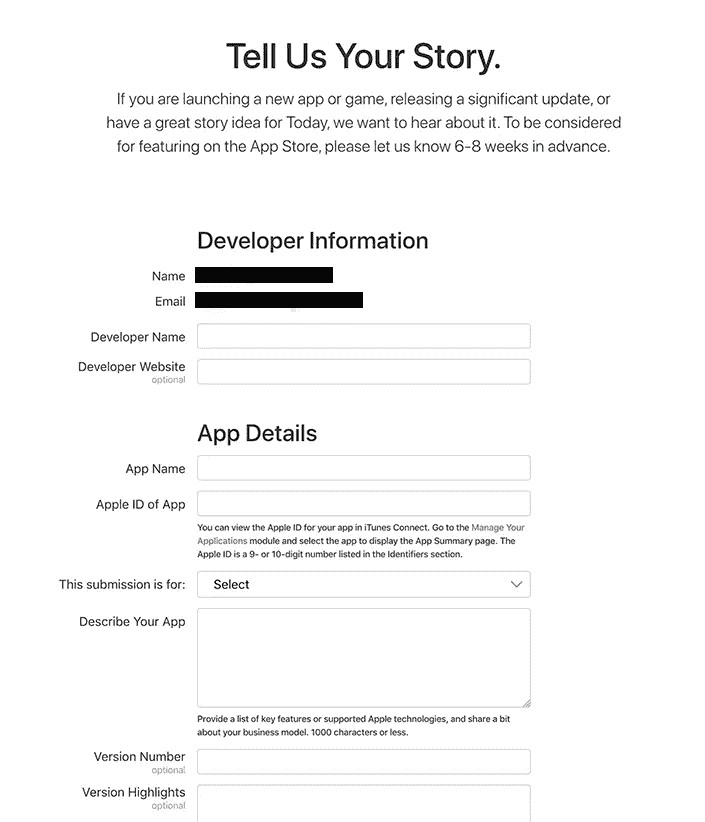 Tell Us Your Story.
If you are launching a new app or game, releasing a significant update, or
have a great story idea for Today, we want to hear about it. To be considered
for featuring on the App Store, please let us know 6-8 weeks in advance.
Developer Information
Name
Email
Developer Name
Developer Website
optional
App Details
App Name
Apple ID of App
You can view the Apple ID for your app in iTunes Connect. Go to the Manage Your
Applications module and select the app to display the App Summary page. The
Apple ID is a 9- or 10-digit number listed in the Identifiers section.
This submission is for:
Select
Describe Your App
Provide a list of key features or supported Apple technologies, and share a bit
about your business model. 1000 characters or less.
Version Number
optional
Version Highlights
optional